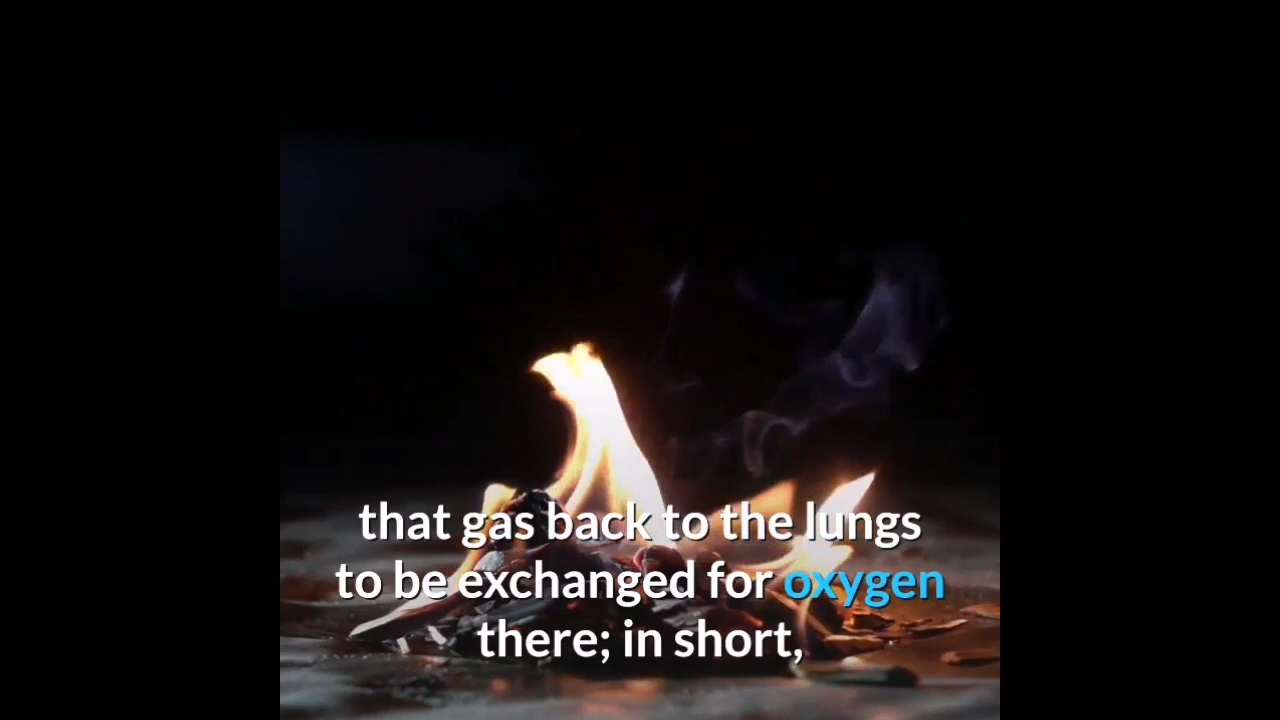 that gas back to the lungs
to be exchanged for oxygen
there; in short,